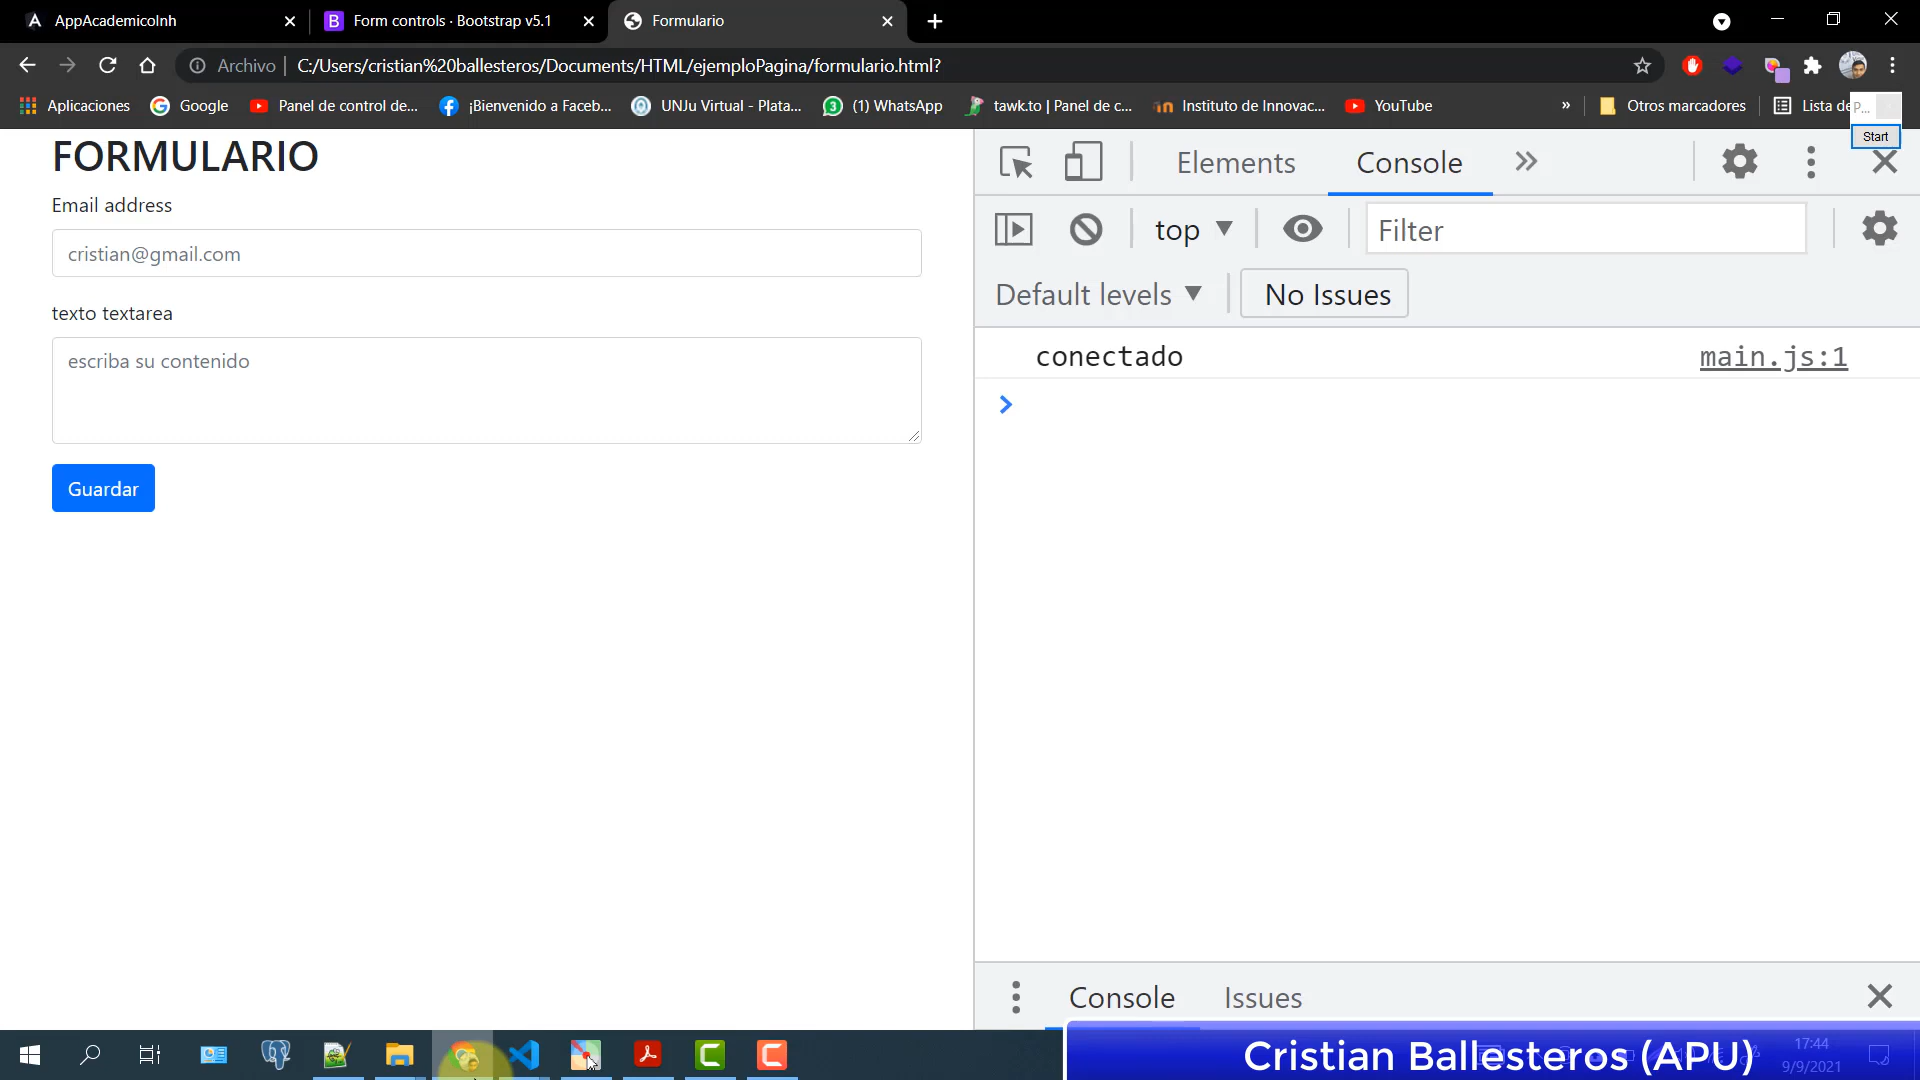 AppAcademicoInh
Form controls · Bootstrap v5.1
Formulario
Archivo
C:/Users/cristian%20ballesteros/Documents/HTML/ejemploPagina/formulario.html?
Aplicaciones
Google
Panel de control de...
¡Bienvenido a Faceb...
UNJu Virtual - Plata...
(1) WhatsApp
tawk.to | Panel de c...
Instituto de Innovac...
YouTube
»
Otros marcadores
Lista de
P...
Start
FORMULARIO
Email address
cristian@gmail.com
texto textarea
escriba su contenido
Guardar
Elements
Console
top
Filter
Default levels
No Issues
conectado
main.js:1
Console
Issues
Cristian Ballesteros (APU)
17:44
9/9/2021